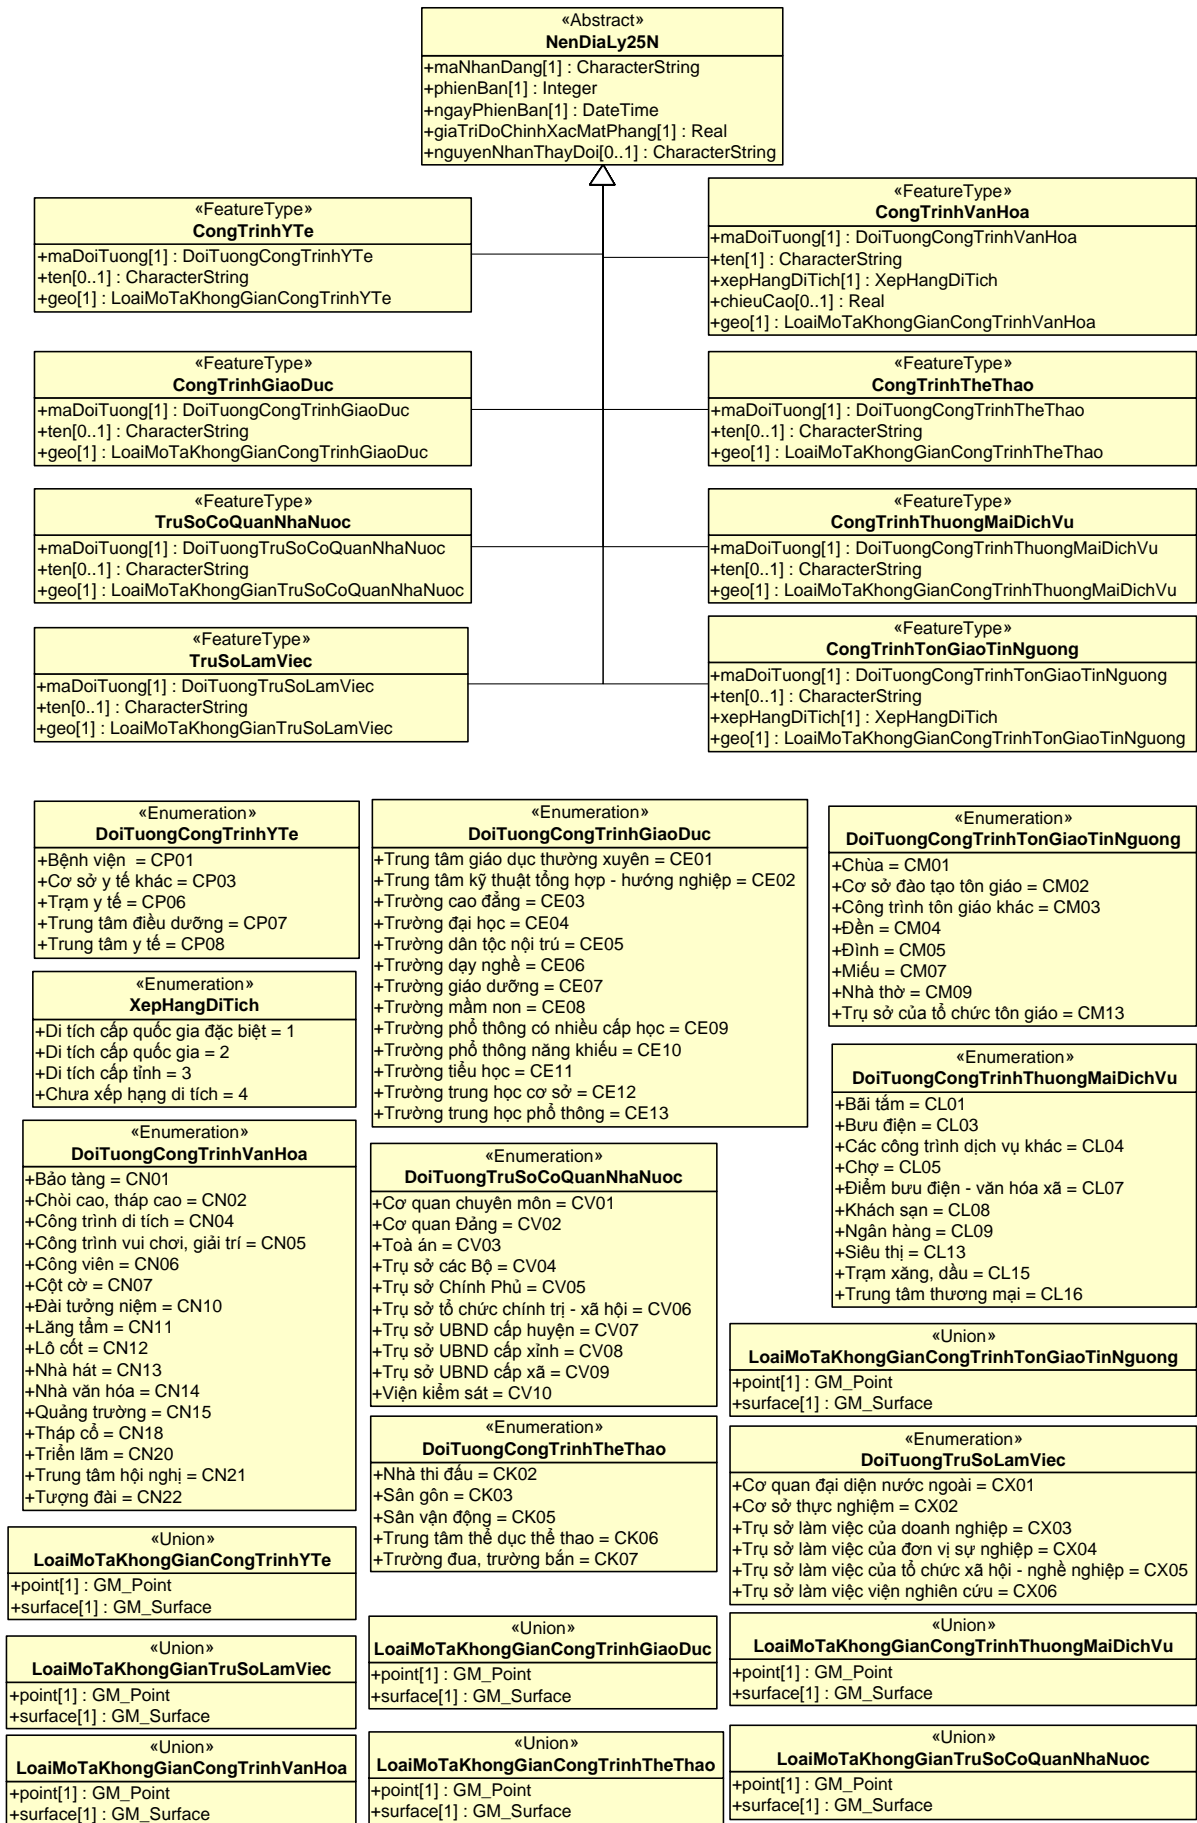 «Abstract»
NenDiaLy25N
+maNhanDang[1] : CharacterString
+phienBan[1] : Integer
+ngayPhienBan[1] : DateTime
+giaTriDoChinhXacMatPhang[1] : Real
+nguyenNhanThayDoi[0..1] : CharacterString
«FeatureType»
CongTrinhYTe
+maDoiTuong[1] : DoiTuongCongTrinhYTe
+ten[0..1] : CharacterString
+geo[1] : LoaiMoTaKhongGianCongTrinhYTe
«FeatureType»
CongTrinhVanHoa
+maDoiTuong[1] : DoiTuongCongTrinhVanHoa
+ten[1] : CharacterString
+xepHangDiTich[1] : XepHangDiTich
+chieuCao[0..1] : Real
+geo[1] : LoaiMoTaKhongGianCongTrinhVanHoa
«FeatureType»
CongTrinhGiaoDuc
+maDoiTuong[1] : DoiTuongCongTrinhGiaoDuc
+ten[0..1] : CharacterString
+geo[1] : LoaiMoTaKhongGianCongTrinhGiaoDuc
«FeatureType»
CongTrinhTheThao
+maDoiTuong[1] : DoiTuongCongTrinhTheThao
+ten[0..1] : CharacterString
+geo[1] : LoaiMoTaKhongGianCongTrinhTheThao
«FeatureType»
TruSoCoQuanNhaNuoc
+maDoiTuong[1] : DoiTuongTruSoCoQuanNhaNuoc
+ten[0..1] : CharacterString
+geo[1] : LoaiMoTaKhongGianTruSoCoQuanNhaNuoc
«FeatureType»
CongTrinhThuongMaiDichVu
+maDoiTuong[1] : DoiTuongCongTrinhThuongMaiDichVu
+ten[0..1] : CharacterString
+geo[1] : LoaiMoTaKhongGianCongTrinhThuongMaiDichVu
«FeatureType»
TruSoLamViec
+maDoiTuong[1] : DoiTuongTruSoLamViec
+ten[0..1] : CharacterString
+geo[1] : LoaiMoTaKhongGianTruSoLamViec
«FeatureType»
CongTrinhTonGiaoTinNguong
+maDoiTuong[1] : DoiTuongCongTrinhTonGiaoTinNguong
+ten[0..1] : CharacterString
+xepHangDiTich[1] : XepHangDiTich
+geo[1] : LoaiMoTaKhongGianCongTrinhTonGiaoTinNguong
«Enumeration»
DoiTuongCongTrinhYTe
+Bệnh viện = CP01
+Cơ sở y tế khác = CP03
+Trạm y tế = CP06
+Trung tâm điều dưỡng = CP07
+Trung tâm y tế = CP08
«Enumeration»
XepHangDiTich
+Di tích cấp quốc gia đặc biệt = 1
+Di tích cấp quốc gia = 2
+Di tích cấp tỉnh = 3
+Chưa xếp hạng di tích = 4
«Enumeration»
DoiTuongCongTrinhVanHoa
+Bảo tàng = CN01
+Chòi cao, tháp cao = CN02
+Công trình di tích = CN04
+Công trình vui chơi, giải trí = CN05
+Công viên = CN06
+Cột cờ = CN07
+Đài tưởng niệm = CN10
+Lăng tẩm = CN11
+Lô cốt = CN12
+Nhà hát = CN13
+Nhà văn hóa = CN14
+Quảng trường = CN15
+Tháp cổ = CN18
+Triển lãm = CN20
+Trung tâm hội nghị = CN21
+Tượng đài = CN22
«Union»
LoaiMoTaKhongGianCongTrinhYTe
+point[1] : GM_Point
+surface[1] : GM_Surface
«Union»
LoaiMoTaKhongGianTruSoLamViec
+point[1] : GM_Point
+surface[1] : GM_Surface
«Union»
LoaiMoTaKhongGianCongTrinhVanHoa
+point[1] : GM_Point
+surface[1] : GM_Surface
«Enumeration»
DoiTuongCongTrinhGiaoDuc
+Trung tâm giáo dục thường xuyên = CE01
+Trung tâm kỹ thuật tổng hợp - hướng nghiệp = CE02
+Trường cao đẳng = CE03
+Trường đại học = CE04
+Trường dân tộc nội trú = CE05
+Trường dạy nghề = CE06
+Trường giáo dưỡng = CE07
+Trường mầm non = CE08
+Trường phổ thông có nhiều cấp học = CE09
+Trường phổ thông năng khiếu = CE10
+Trường tiểu học = CE11
+Trường trung học cơ sở = CE12
+Trường trung học phổ thông = CE13
«Enumeration»
DoiTuongTruSoCoQuanNhaNuoc
+Cơ quan chuyên môn = CV01
+Cơ quan Đảng = CV02
+Toà án = CV03
+Trụ sở các Bộ = CV04
+Trụ sở Chính Phủ = CV05
+Trụ sở tổ chức chính trị - xã hội = CV06
+Trụ sở UBND cấp huyện = CV07
+Trụ sở UBND cấp xỉnh = CV08
+Trụ sở UBND cấp xã = CV09
+Viện kiểm sát = CV10
«Enumeration»
DoiTuongCongTrinhTheThao
+Nhà thi đấu = CK02
+Sân gôn = CK03
+Sân vận động = CK05
+Trung tâm thể dục thể thao = CK06
+Trường đua, trường bắn = CK07
«Union»
LoaiMoTaKhongGianCongTrinhGiaoDuc
+point[1] : GM_Point
+surface[1] : GM_Surface
«Union»
LoaiMoTaKhongGianCongTrinhTheThao
+point[1] : GM_Point
+surface[1] : GM_Surface
«Enumeration»
DoiTuongCongTrinhTonGiaoTinNguong
+Chùa = CM01
+Cơ sở đào tạo tôn giáo = CM02
+Công trình tôn giáo khác = CM03
+Đền = CM04
+Đình = CM05
+Miếu = CM07
+Nhà thờ = CM09
+Trụ sở của tổ chức tôn giáo = CM13
«Enumeration»
DoiTuongCongTrinhThuongMaiDichVu
+Bãi tắm = CL01
+Bưu điện = CL03
+Các công trình dịch vụ khác = CL04
+Chợ = CL05
+Điểm bưu điện - văn hóa xã = CL07
+Khách sạn = CL08
+Ngân hàng = CL09
+Siêu thị = CL13
+Trạm xăng, dầu = CL15
+Trung tâm thương mại = CL16
«Union»
LoaiMoTaKhongGianCongTrinhTonGiaoTinNguong
+point[1] : GM_Point
+surface[1] : GM_Surface
«Enumeration»
DoiTuongTruSoLamViec
+Cơ quan đại diện nước ngoài = CX01
+Cơ sở thực nghiệm = CX02
+Trụ sở làm việc của doanh nghiệp = CX03
+Trụ sở làm việc của đơn vị sự nghiệp = CX04
+Trụ sở làm việc của tổ chức xã hội - nghề nghiệp = CX05
+Trụ sở làm việc viện nghiên cứu = CX06
«Union»
LoaiMoTaKhongGianCongTrinhThuongMaiDichVu
+point[1] : GM_Point
+surface[1] : GM_Surface
«Union»
LoaiMoTaKhongGianTruSoCoQuanNhaNuoc
+point[1] : GM_Point
+surface[1] : GM_Surface